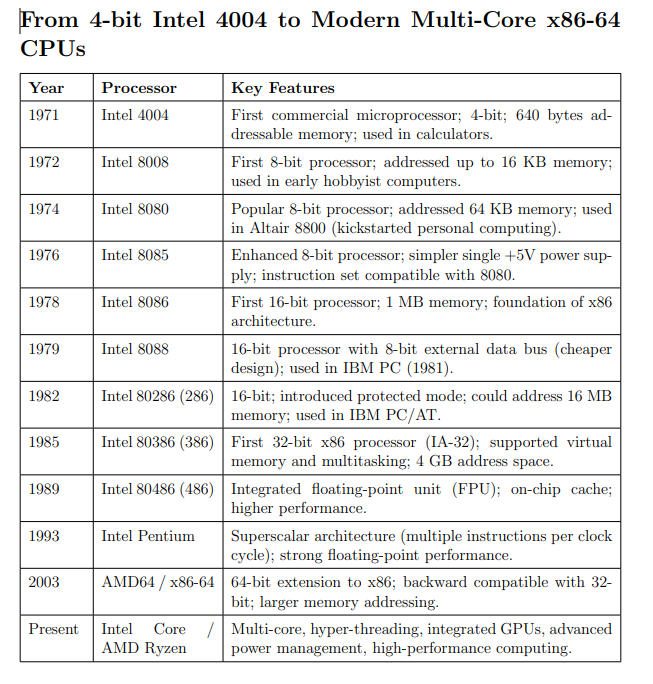 From 4-bit Intel 4004 to Modern Multi-Core x86-64
CPUs
Year Processor Key Features
1971 Intel 4004 First commercial microprocessor; 4-bit; 640 bytes ad-
dressable memory; used in calculators.
1972 Intel 8008 First 8-bit processor; addressed up to 16 KB memory;
used in early hobbyist computers.
1974 Intel 8080 Popular 8-bit processor; addressed 64 KB memory; used
in Altair 8800 (kickstarted personal computing).
1976 Intel 8085 Enhanced 8-bit processor; simpler single +5V power sup-
ply; instruction set compatible with 8080.
1978 Intel 8086 First 16-bit processor; 1 MB memory; foundation of x86
architecture.
1979 Intel 8088 16-bit processor with 8-bit external data bus (cheaper
design); used in IBM PC (1981).
1982 Intel 80286 (286) 16-bit; introduced protected mode; could address 16 MB
memory; used in IBM PC/AT.
1985 Intel 80386 (386) First 32-bit x86 processor (IA-32); supported virtual
memory and multitasking; 4 GB address space.
1989 Intel 80486 (486) Integrated floating-point unit (FPU); on-chip cache;
higher performance.
1993 Intel Pentium Superscalar architecture (multiple instructions per clock
cycle); strong floating-point performance.
2003 AMD64 / x86-64 64-bit extension to x86; backward compatible with 32-
bit; larger memory addressing.
Present Intel Core / Multi-core, hyper-threading, integrated GPUs, advanced
AMD Ryzen power management, high-performance computing.